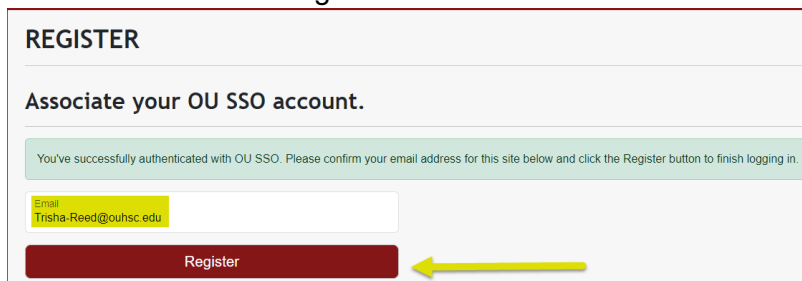 REGISTER
Associate your OU SSO account.
You've successfully authenticated with OU SSO. Please confirm your email address for this site below and click the Register button to finish logging in.
Email
Trisha-Reed@ouhsc.edu
Register